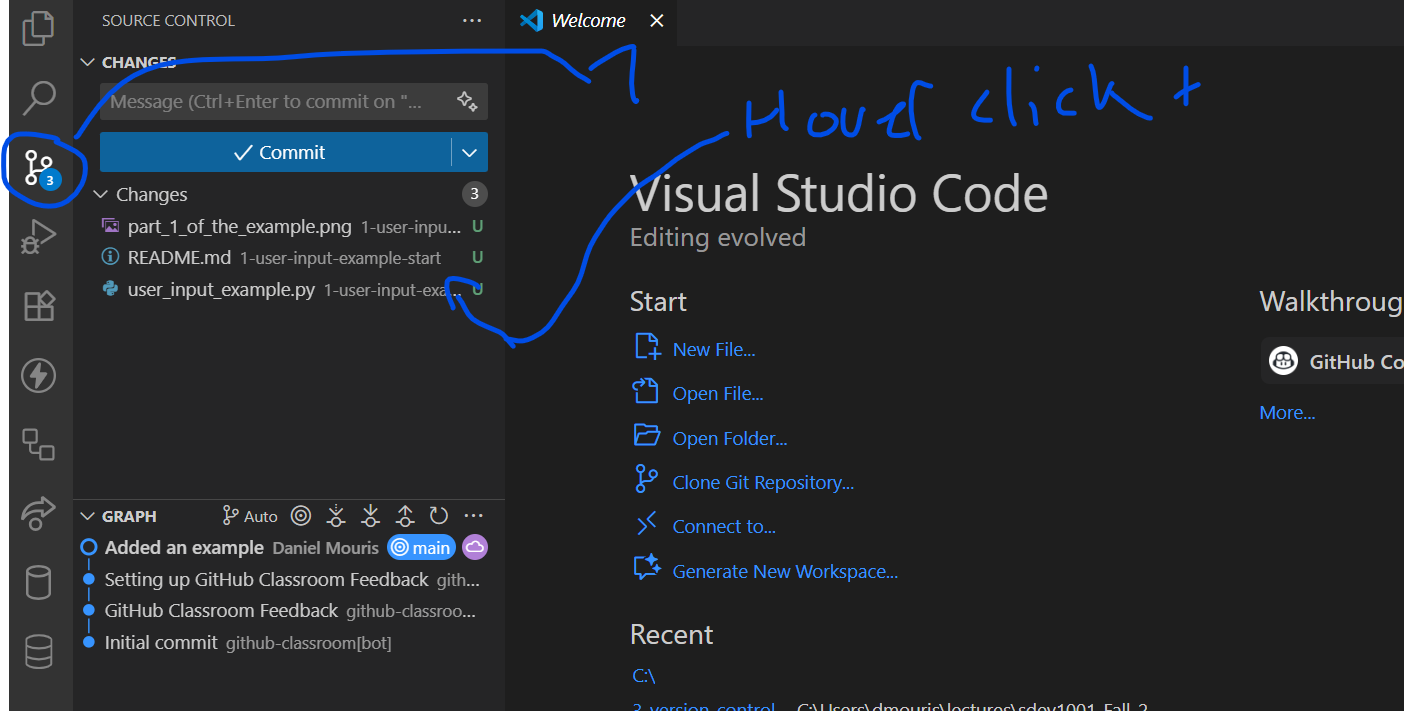 SOURCE CONTROL
Welcome
CHANGES
Message (Ctrl+Enter to commit on "...
Hover click +
Commit
3
Changes
3
part_1_of_the_example.png 1-user-inpu... U
README.md 1-user-input-example-start U
user_input_example.py 1-user-input-exa... U
Visual Studio Code
Editing evolved
Start
New File...
Open File...
Open Folder...
Clone Git Repository...
Connect to...
Generate New Workspace...
Recent
C:\
3_version_control C:\Users\dmouris\lectures\sdev1001_Fall_2
Walkthroug
GitHub Co
More...
GRAPH
Auto
Added an example Daniel Mouris main
Setting up GitHub Classroom Feedback gith...
GitHub Classroom Feedback github-classroo...
Initial commit github-classroom[bot]